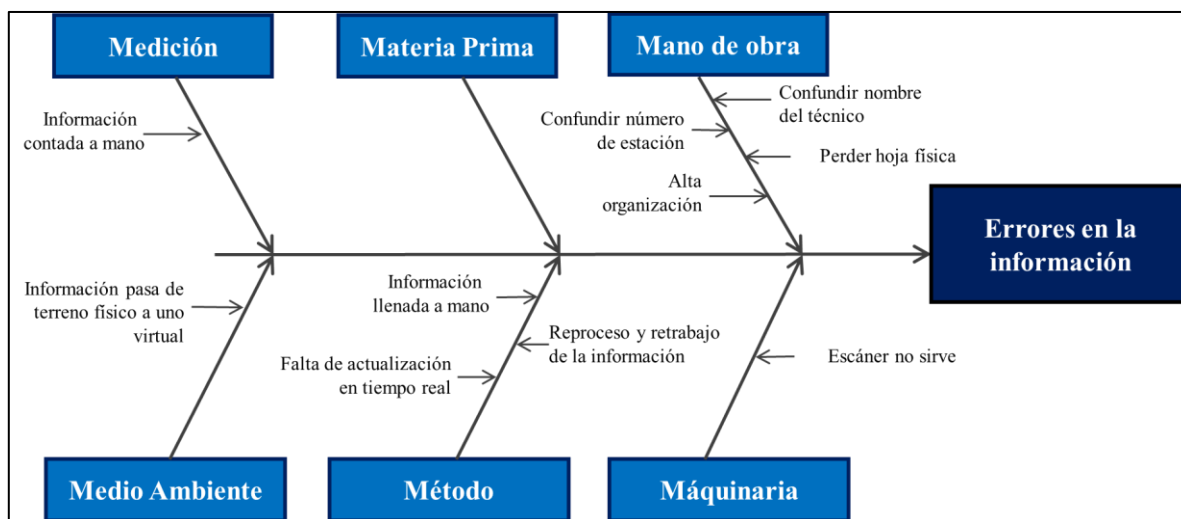 Medición
Materia Prima
Mano de obra
Información
contada a mano
Confundir nombre
del técnico
Confundir número
de estación
Perder hoja física
Alta
organización
Errores en la
información
Información pasa de
terreno físico a uno
virtual
Información
llenada a mano
Reproceso y retrabajo
de la información
Falta de actualización
en tiempo real
Escáner no sirve
Medio Ambiente
Método
Máquinaria